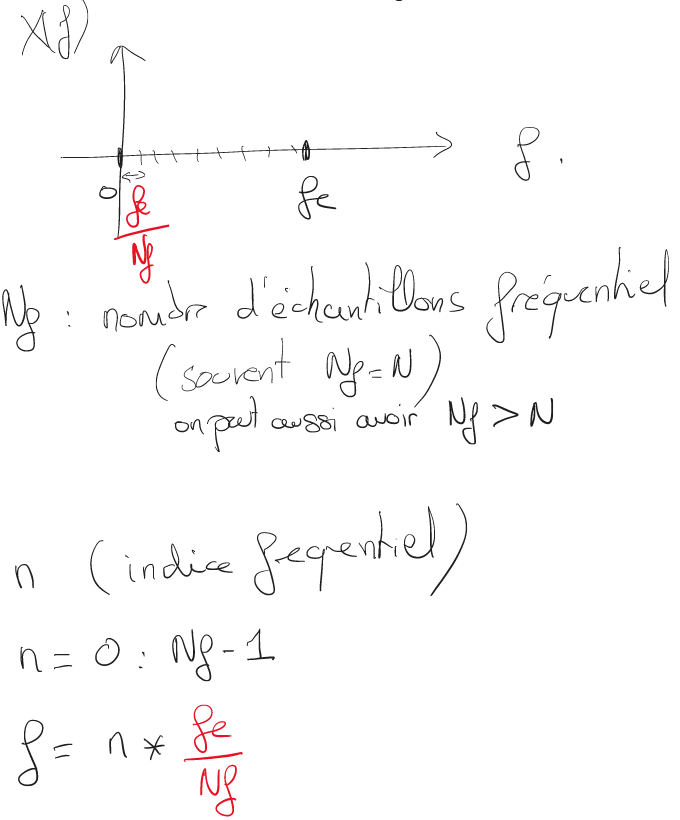 X(f)
0
fe
f.
fe
Nf
Nf : nombre d'échantillons fréquentiel
(souvent Nf = N)
on peut aussi avoir Nf > N
n (indice feqentiel)
n = 0 : Nf - 1
f = n * fe
Nf